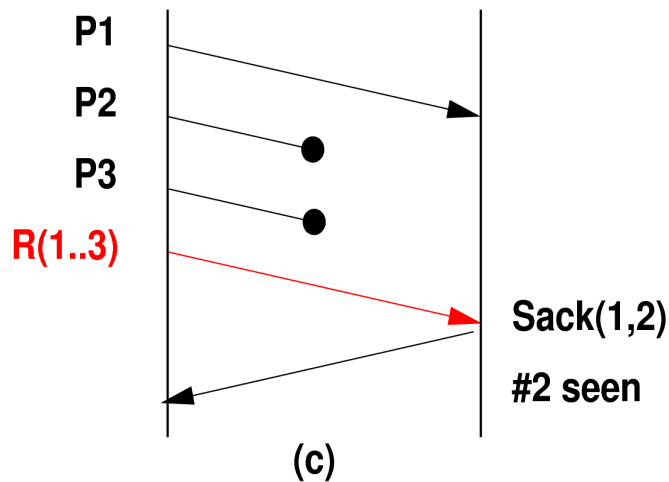 P1
P2
P3
R(1..3)
Sack(1,2)
#2 seen
(c)